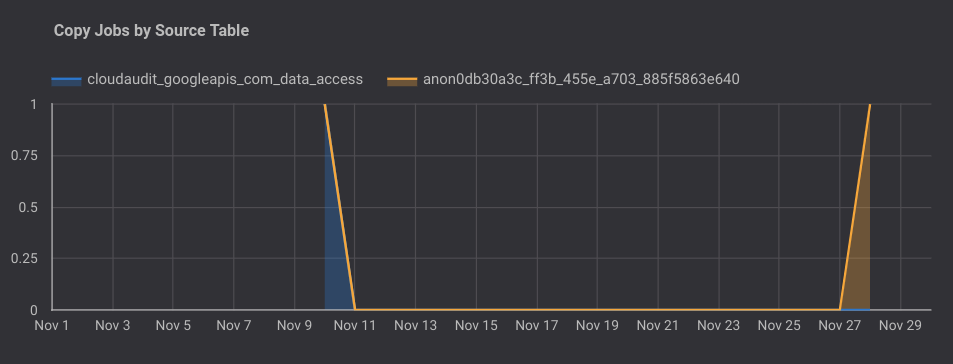 Copy Jobs by Source Table
cloudaudit_googleapis_com_data_access anon0db30a3c_ff3b_455e_a703_885f5863e640
1
0.75
0.5
0.25
0
Nov 1 Nov 3 Nov 5 Nov 7 Nov 9 Nov 11 Nov 13 Nov 15 Nov 17 Nov 19 Nov 21 Nov 23 Nov 25 Nov 27 Nov 29